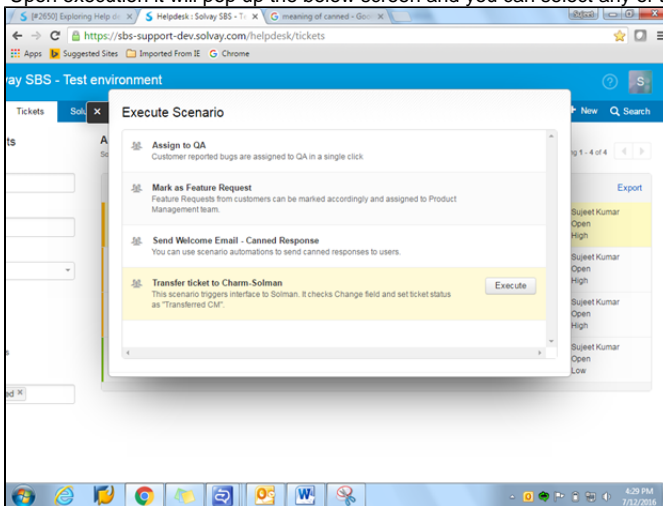 Open execution it will pop up the below screen and you can select any of
[#2650] Exploring Help
Helpdesk : Solvay SBS - T
meaning of canned - Goo
https://sbs-support-dev.solvay.com/helpdesk/tickets
Apps Suggested Sites Imported From IE Chrome
ay SBS - Test environment
Tickets Solu
New Search
Execute Scenario
ts
g 1 - 4 of 4
Assign to QA
Customer reported bugs are assigned to QA in a single click
Export
Mark as Feature Request
Feature Requests from customers can be marked accordingly and assigned to Product
Management team.
Sujeet Kumar
Open
High
Send Welcome Email - Canned Response
You can use scenario automations to send canned responses to users.
Sujeet Kumar
Open
High
Transfer ticket to Charm-Solman
This scenario triggers interface to Solman. It checks Change field and set ticket status
as "Transferred CM".
Execute
Sujeet Kumar
Open
High
Sujeet Kumar
Open
Low
ed
4:29 PM
7/12/2016